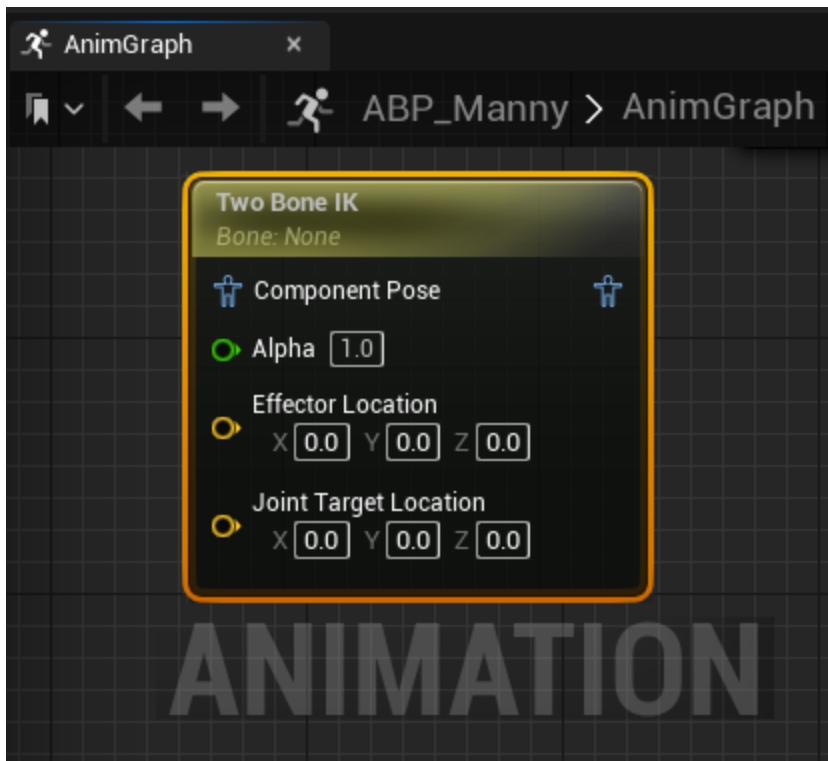 AnimGraph ×
ABP_Manny > AnimGraph
Two Bone IK
Bone: None
Component Pose
Alpha 1.0
Effector Location
X 0.0 Y 0.0 Z 0.0
Joint Target Location
X 0.0 Y 0.0 Z 0.0
ANIMATION